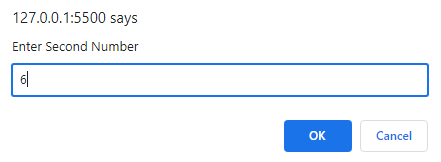 127.0.0.1:5500 says
Enter Second Number
6
OK Cancel